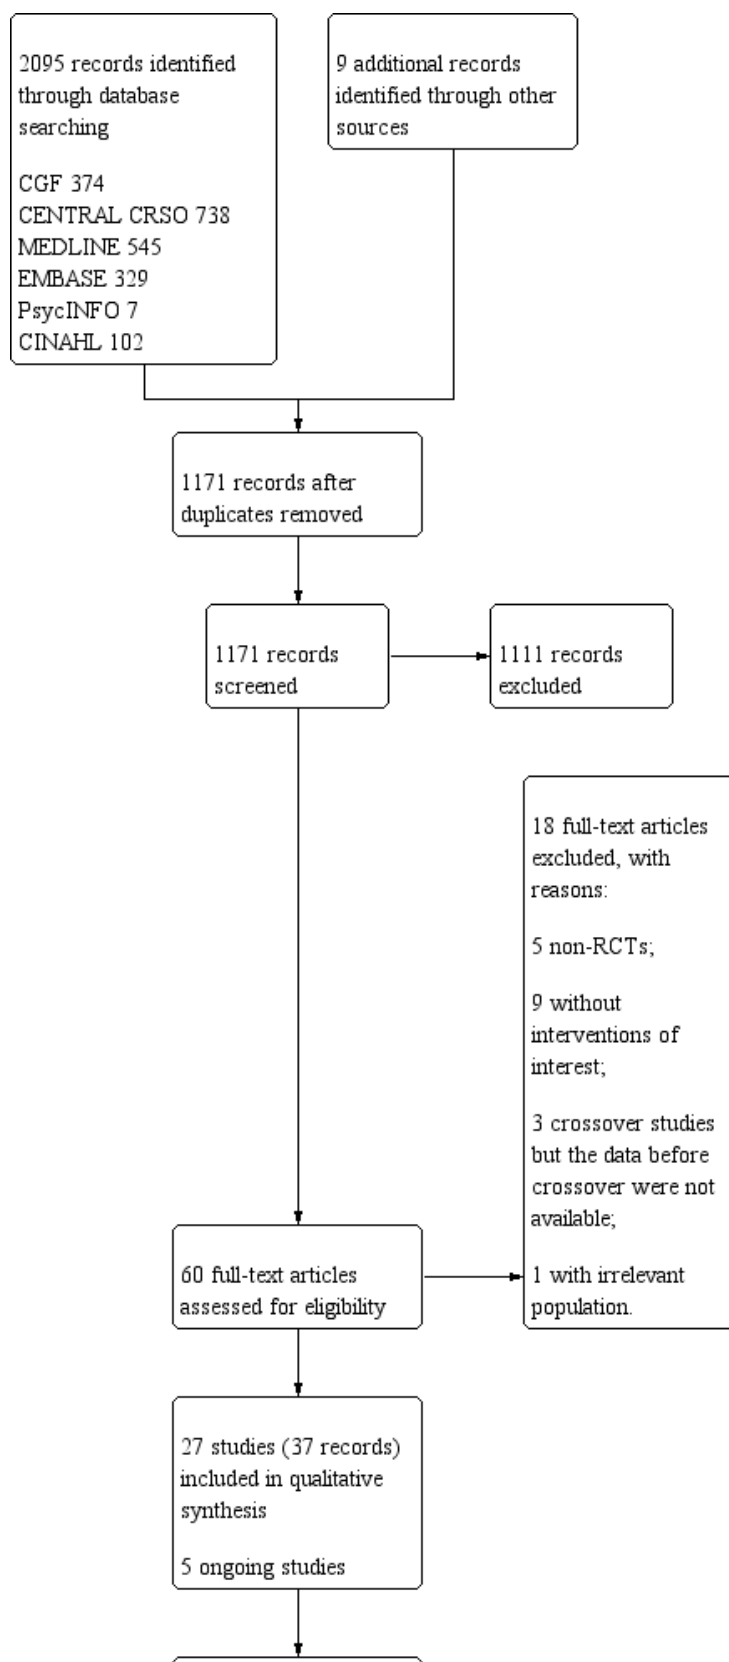 2095 records identified
through database
searching
CGF 374
CENTRAL CRSO 738
MEDLINE 545
EMBASE 329
PsycINFO 7
CINAHL 102
9 additional records
identified through other
sources
1171 records after
duplicates removed
1171 records
screened
1111 records
excluded
18 full-text articles
excluded, with
reasons:
5 non-RCTs;
9 without
interventions of
interest;
3 crossover studies
but the data before
crossover were not
available;
1 with irrelevant
population.
60 full-text articles
assessed for eligibility
27 studies (37 records)
included in qualitative
synthesis
5 ongoing studies